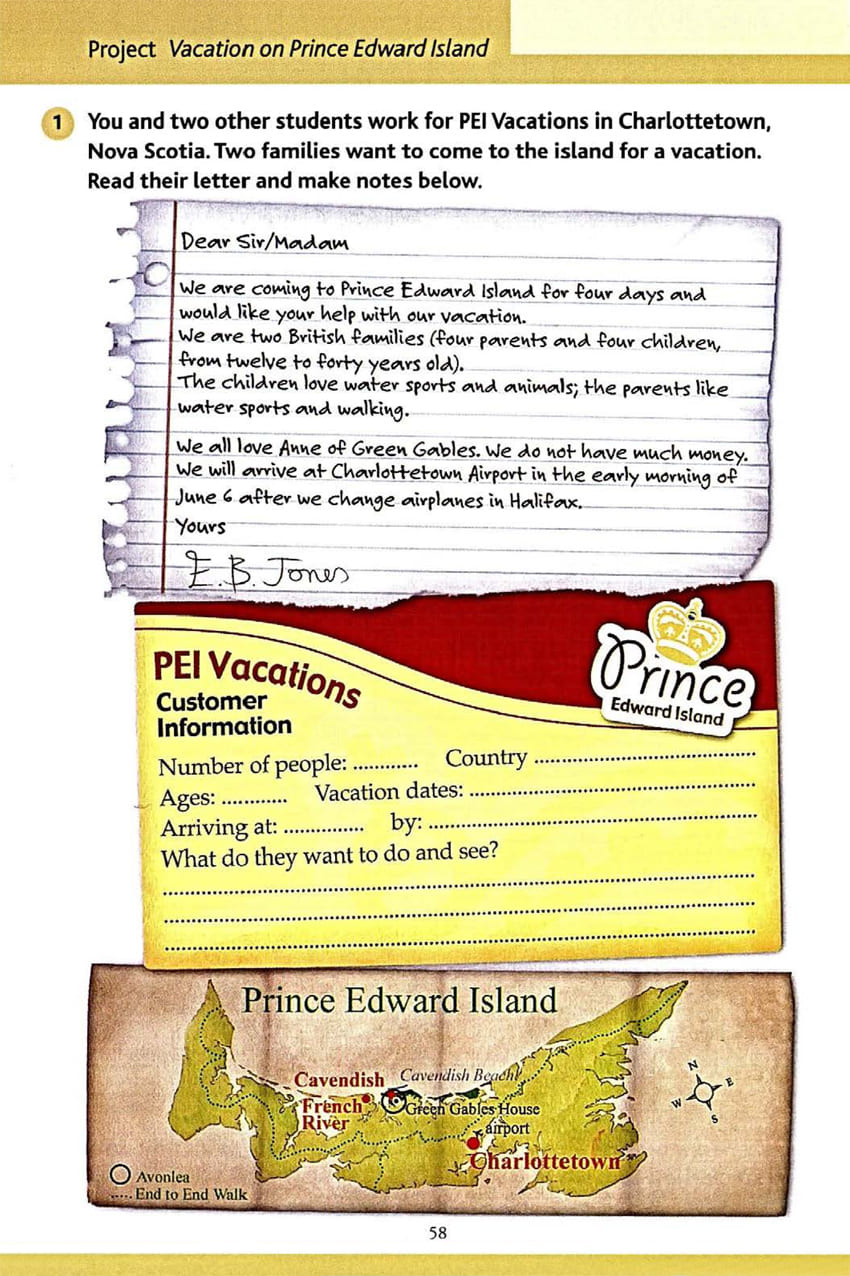 Project Vacation on Prince Edward Island
1 You and two other students work for PEI Vacations in Charlottetown,
Nova Scotia. Two families want to come to the island for a vacation.
Read their letter and make notes below.
Dear Sir/Madam
We are coming to Prince Edward Island for four days and
would like your help with our vacation.
We are two British families (four parents and four children,
from twelve to forty years old).
The children love water sports and animals; the parents like
water sports and walking.
We all love Anne of Green Gables. We do not have much money.
We will arrive at Charlottetown Airport in the early morning of
June 6 after we change airplanes in Halifax.
Yours
E.B. Jones
PEI Vacations
Customer
Information
Prince
Edward Island
Number of people: ............ Country ..........................................
Ages: ............ Vacation dates: ......................................................
Arriving at: ............... by: ..............................................................
What do they want to do and see?
..............................................................................................................
..............................................................................................................
..............................................................................................................
Prince Edward Island
Cavendish Cavendish Beach
French
River
Green Gables House
airport
Charlottetown
N
E
W
S
Avonlea
..... End to End Walk
58